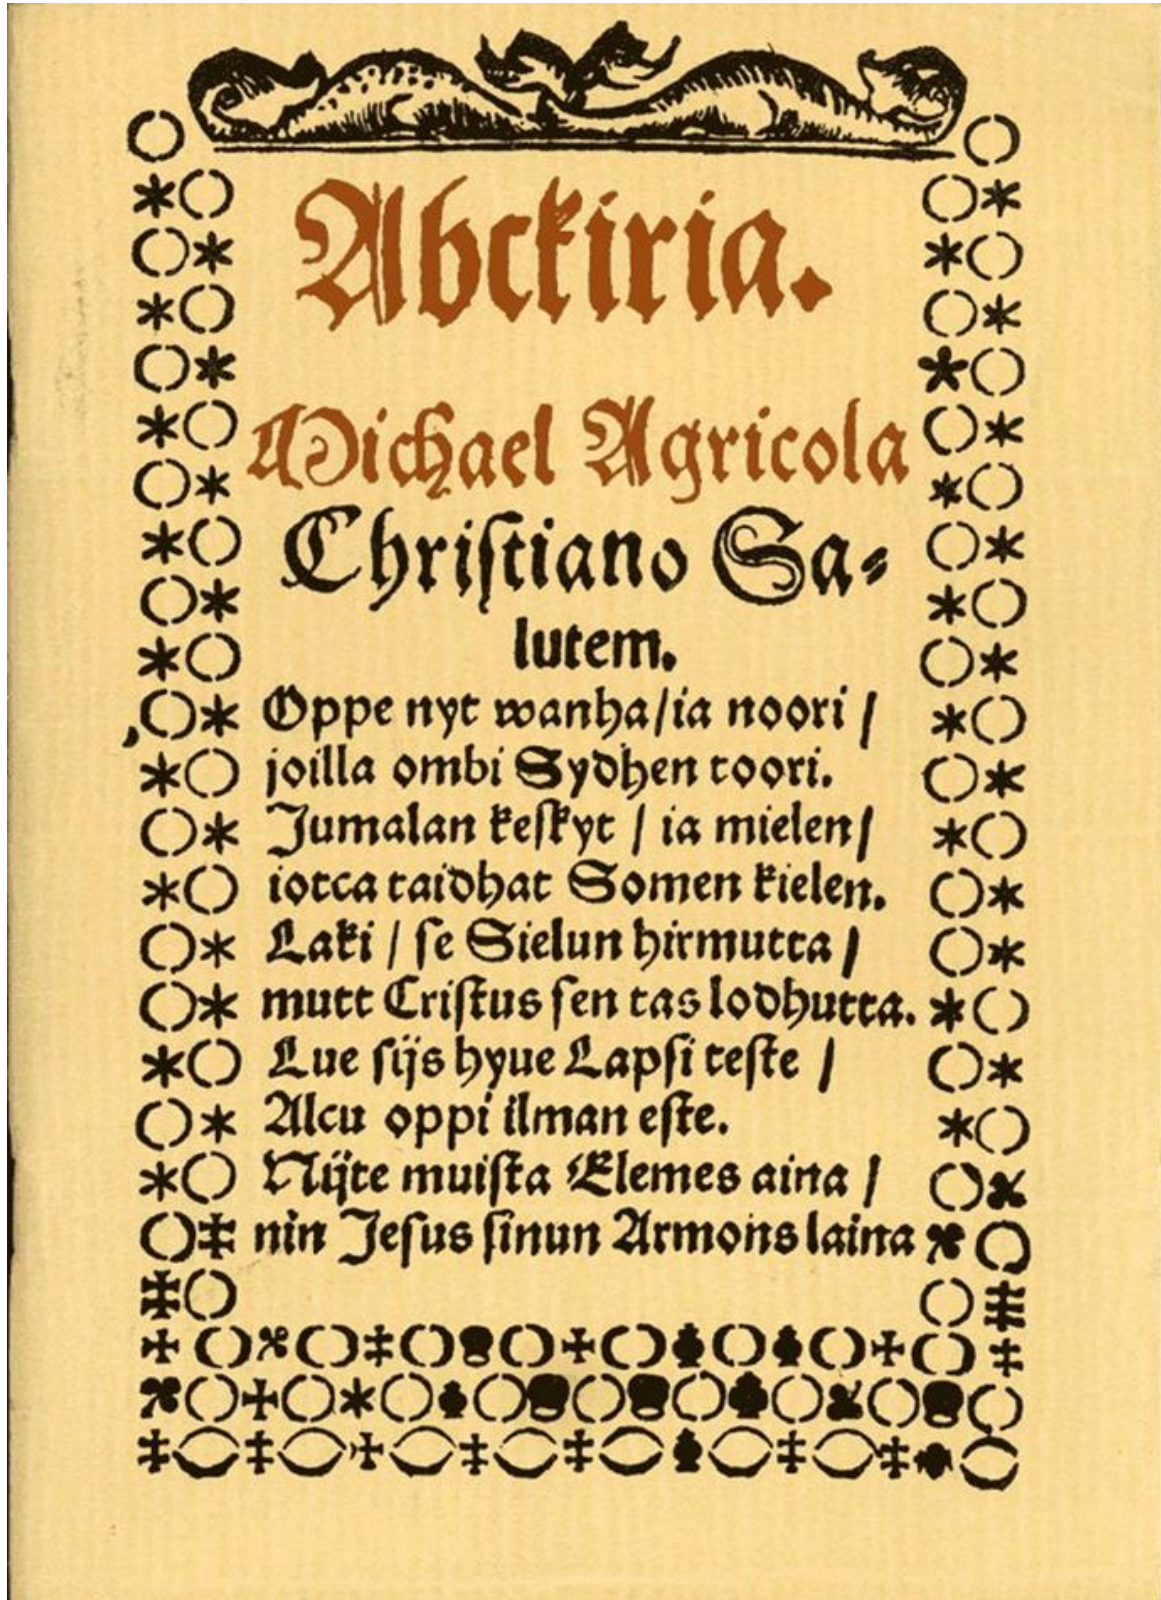 Abckiria.
Michael Agricola
Christiano Sa⸗
lutem.
Oppe nyt wanha/ia noori /
joilla ombi Sydhen toori.
Jumalan keskyt / ia mielen/
iotca taidhat Somen kielen.
Laki / se Sielun hirmutta /
mutt Cristus sen tas lodhutta.
Lue sijs hyue Lapsi teste /
Alcu oppi ilman este.
Nijte muista Elemes aina /
nin Jesus sinun Armons laina